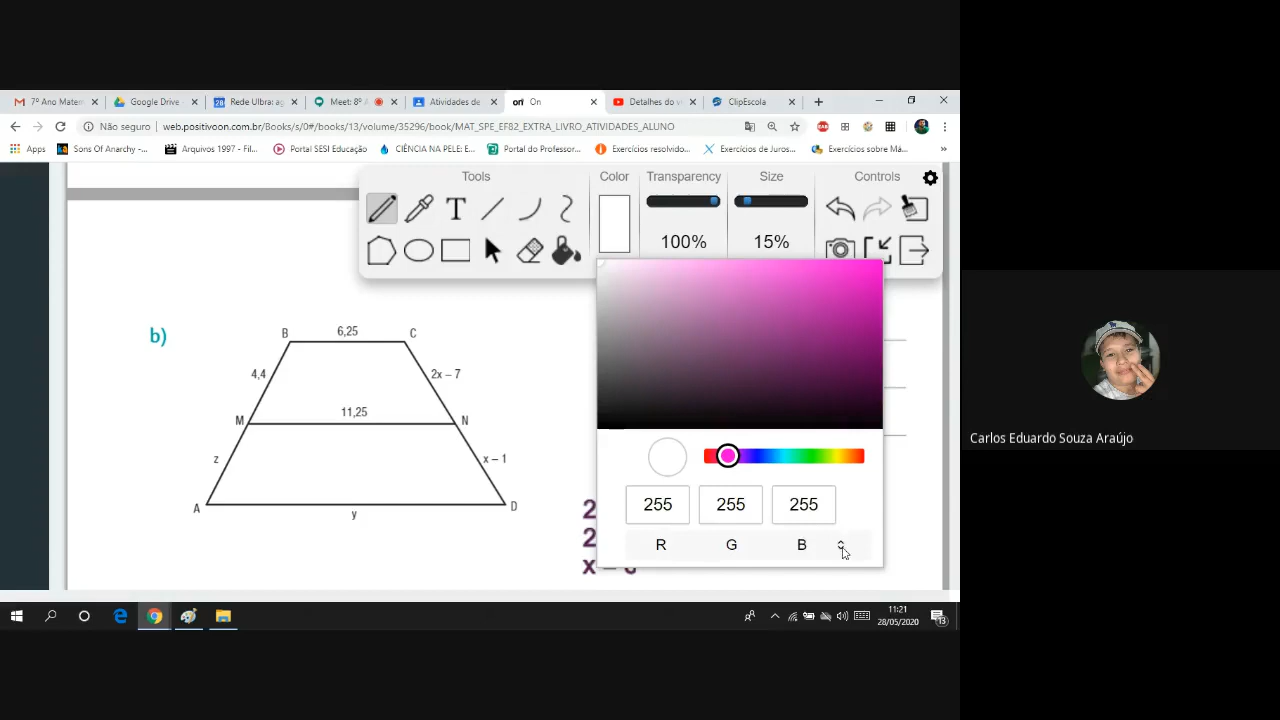 7º Ano Matem
Google Drive
Rede Ulbra: ag
Meet: 8º A
Atividades de
on On
Detalhes do v
ClipEscola
Não seguro
web.positivoon.com.br/Books/s/0#/books/13/volume/35296/book/MAT_SPE_EF82_EXTRA_LIVRO_ATIVIDADES_ALUNO
Apps
Sons Of Anarchy -...
Arquivos 1997 - Fil...
Portal SESI Educação
CIÊNCIA NA PELE: E...
Portal do Professor...
Exercícios resolvido...
Exercícios de Juros...
Exercícios sobre Má...
Tools
Color
Transparency
Size
Controls
T
100%
15%
b)
B
6,25
C
4,4
2x – 7
M
11,25
N
z
x – 1
A
y
D
2
2
255
255
255
R
G
B
11:21
28/05/2020
13
Carlos Eduardo Souza Araújo